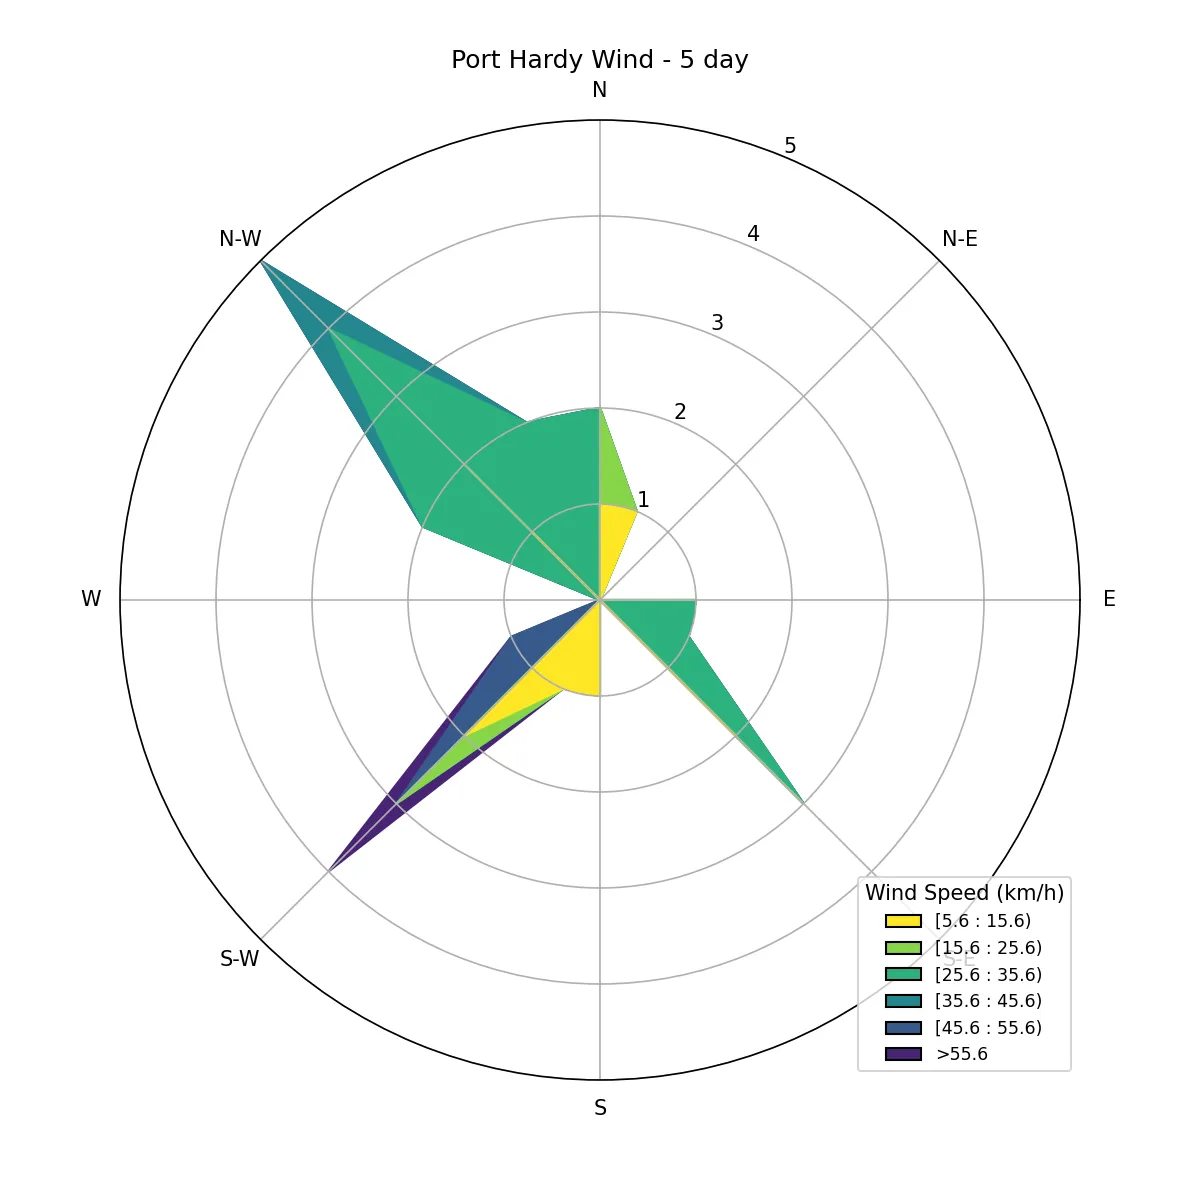 Port Hardy Wind - 5 day
N
5
N-W
4
N-E
3
2
1
W
E
S-W
S-E
S
Wind Speed (km/h)
[5.6 : 15.6)
[15.6 : 25.6)
[25.6 : 35.6)
[35.6 : 45.6)
[45.6 : 55.6)
>55.6